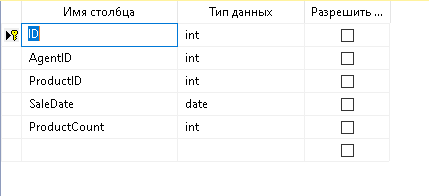 Имя столбца Тип данных Разрешить ...
ID int
AgentID int
ProductID int
SaleDate date
ProductCount int